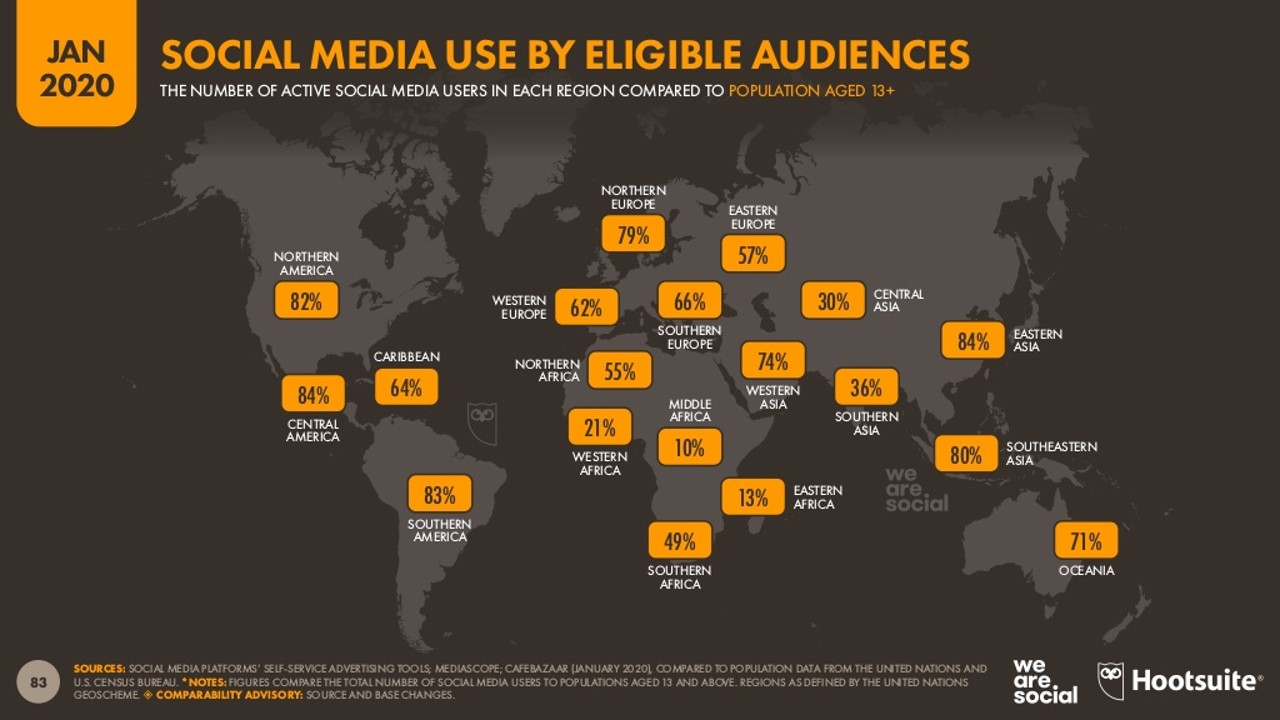 JAN
2020
SOCIAL MEDIA USE BY ELIGIBLE AUDIENCES
THE NUMBER OF ACTIVE SOCIAL MEDIA USERS IN EACH REGION COMPARED TO POPULATION AGED 13+
NORTHERN
EUROPE
79%
EASTERN
EUROPE
57%
NORTHERN
AMERICA
82%
WESTERN
EUROPE
62%
66%
SOUTHERN
EUROPE
30%
CENTRAL
ASIA
84%
EASTERN
ASIA
CARIBBEAN
64%
NORTHERN
AFRICA
55%
74%
WESTERN
ASIA
36%
SOUTHERN
ASIA
84%
CENTRAL
AMERICA
21%
WESTERN
AFRICA
MIDDLE
AFRICA
10%
80%
SOUTHEASTERN
ASIA
we
are.
social
83%
SOUTHERN
AMERICA
13%
EASTERN
AFRICA
49%
SOUTHERN
AFRICA
71%
OCEANIA
83
SOURCES: SOCIAL MEDIA PLATFORMS' SELF-SERVICE ADVERTISING TOOLS; MEDIASCOPE; CAFEBAZAAR (JANUARY 2020), COMPARED TO POPULATION DATA FROM THE UNITED NATIONS AND
U.S. CENSUS BUREAU. *NOTES: FIGURES COMPARE THE TOTAL NUMBER OF SOCIAL MEDIA USERS TO POPULATIONS AGED 13 AND ABOVE. REGIONS AS DEFINED BY THE UNITED NATIONS
GEOSCHEME. ◈ COMPARABILITY ADVISORY: SOURCE AND BASE CHANGES.
we
are.
social
Hootsuite®